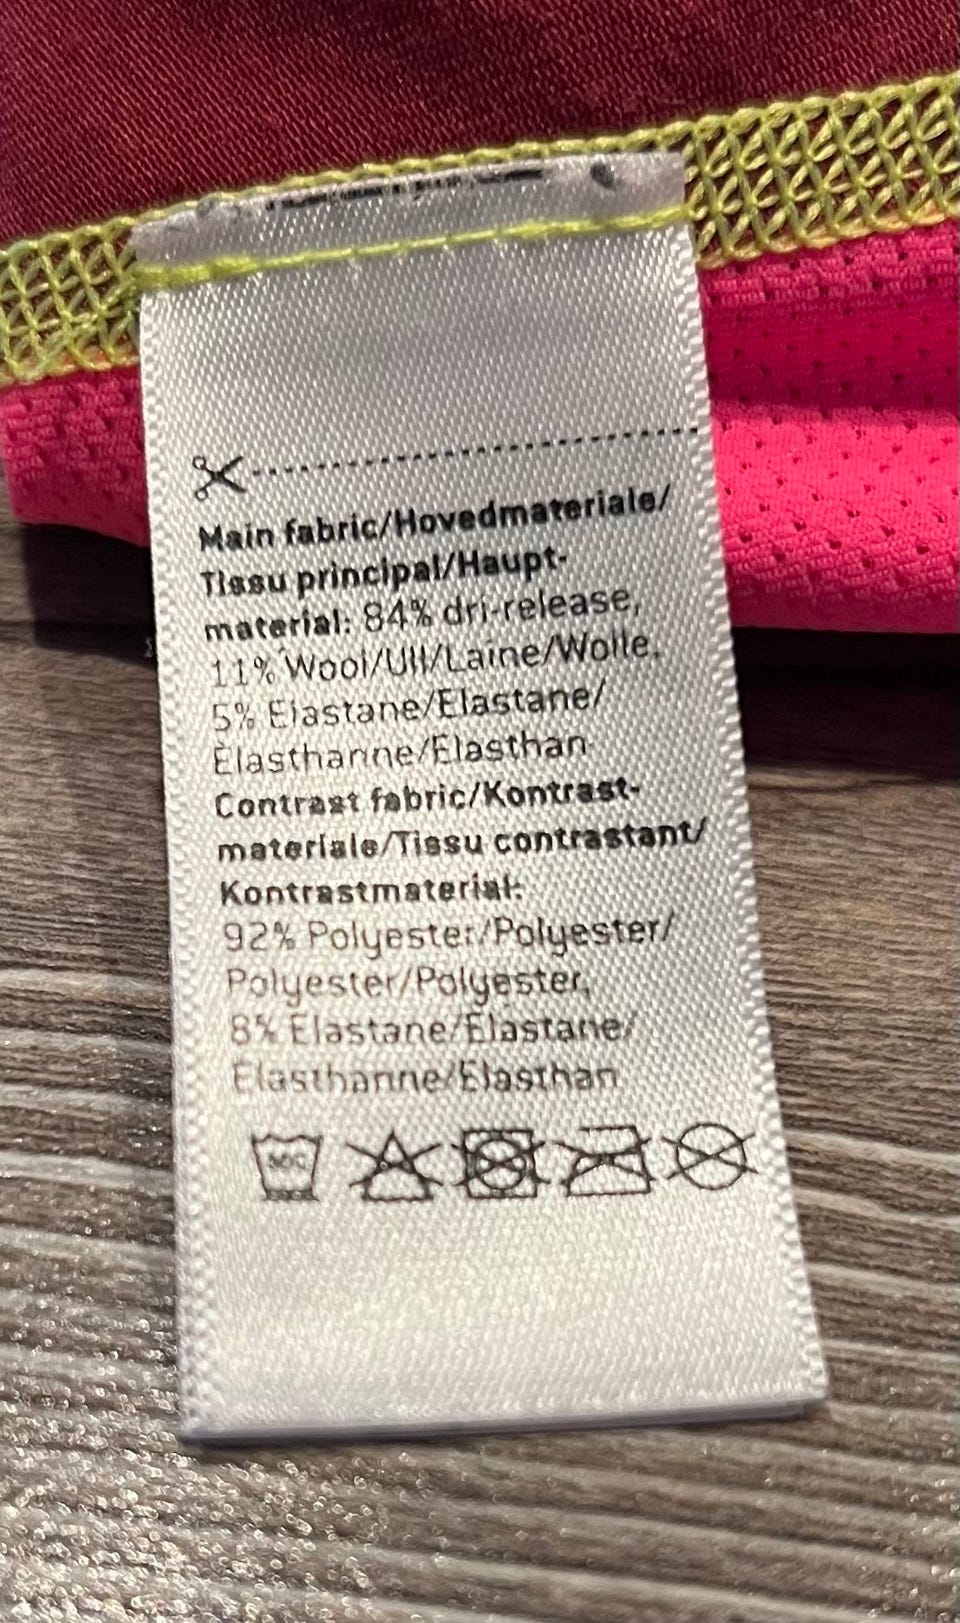 Main fabric/Hovedmateriale/
Tissu principal/Haupt-
material: 84% dri-release,
11% Wool/Ull/Laine/Wolle,
5% Elastane/Elastane/
Elasthanne/Elasthan
Contrast fabric/Kontrast-
materiale/Tissu contrastant/
Kontrastmaterial:
92% Polyester/Polyester/
Polyester/Polyester,
8% Elastane/Elastane/
Elasthanne/Elasthan